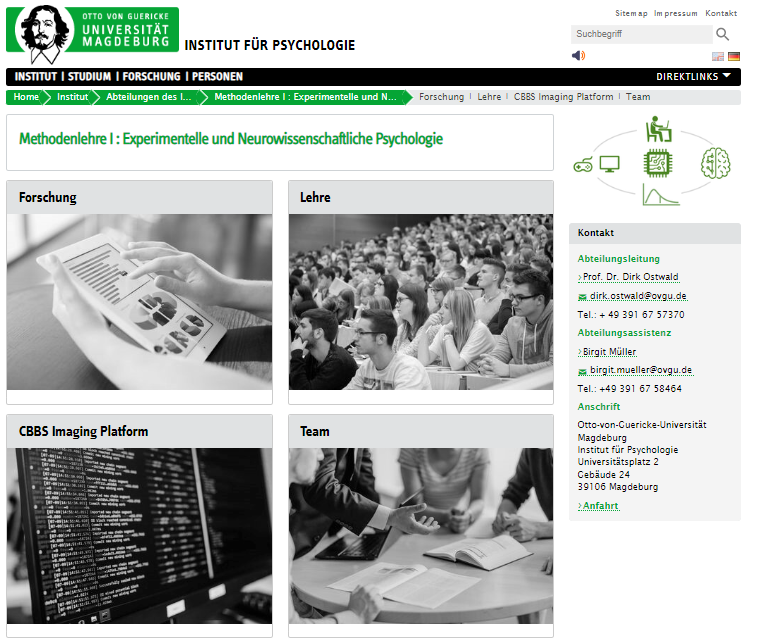 Sitemap Impressum Kontakt
OTTO VON GUERICKE
UNIVERSITÄT
MAGDEBURG
INSTITUT FÜR PSYCHOLOGIE
Suchbegriff
INSTITUT | STUDIUM | FORSCHUNG | PERSONEN
DIREKTLINKS
Home Institut Abteilungen des I... Methodenlehre I : Experimentelle und N... Forschung | Lehre | CBBS Imaging Platform | Team
Methodenlehre I : Experimentelle und Neurowissenschaftliche Psychologie
Forschung
Lehre
CBBS Imaging Platform
Team
Kontakt
Abteilungsleitung
Prof. Dr. Dirk Ostwald
dirk.ostwald@ovgu.de
Tel.: + 49 391 67 57370
Abteilungsassistenz
Birgit Müller
birgit.mueller@ovgu.de
Tel.: +49 391 67 58464
Anschrift
Otto-von-Guericke-Universität
Magdeburg
Institut für Psychologie
Universitätsplatz 2
Gebäude 24
39106 Magdeburg
Anfahrt